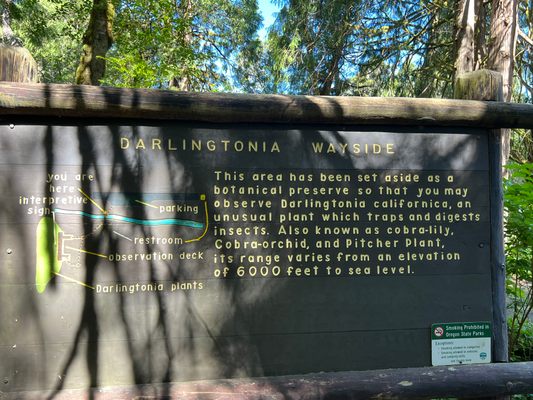 DARLINGTONIA WAYSIDE
you are
here
interpretive
sign
parking
restroom
observation deck
Darlingtonia plants
This area has been set aside as a
botanical preserve so that you may
observe Darlingtonia californica, an
unusual plant which traps and digests
insects. Also known as cobra-lily,
Cobra-orchid, and Pitcher Plant,
its range varies from an elevation
of 6000 feet to sea level.
Smoking Prohibited in
Oregon State Parks
Exceptions: